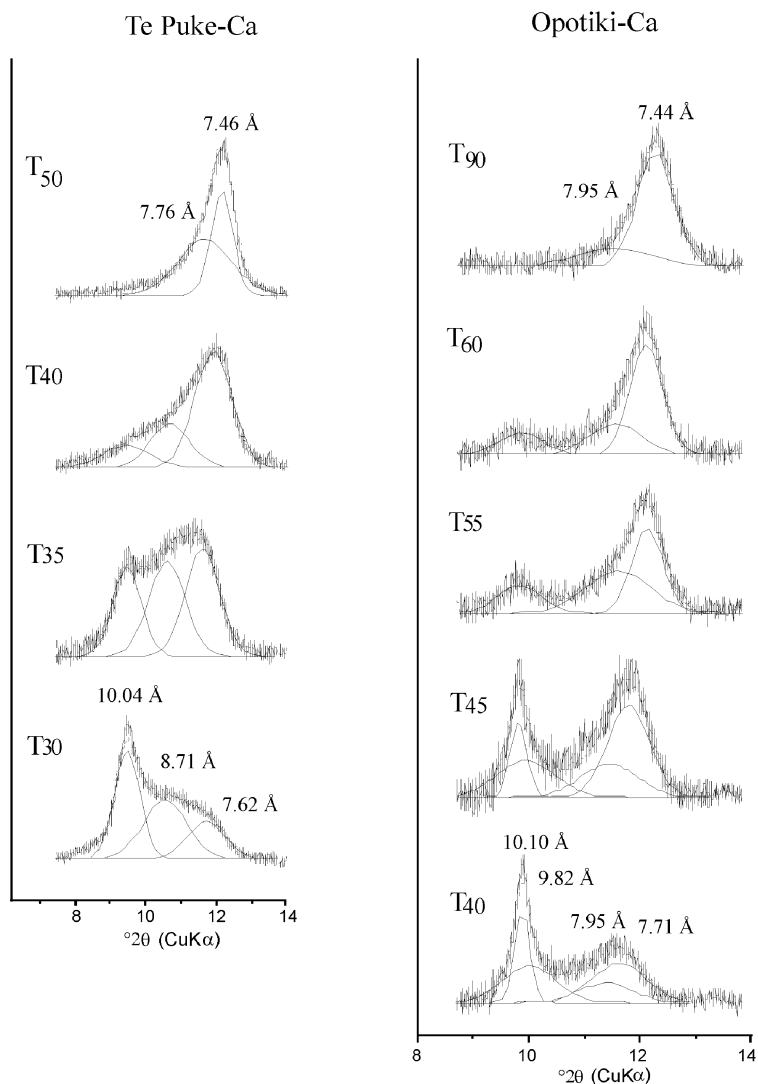 Te Puke-Ca
T50
7.46 Å
7.76 Å
T40
T35
T30
10.04 Å
8.71 Å
7.62 Å
8 10 12 14
°2θ (CuKα)
Opotiki-Ca
T90
7.44 Å
7.95 Å
T60
T55
T45
T40
10.10 Å
9.82 Å
7.95 Å
7.71 Å
8 10 12 14
°2θ (CuKα)